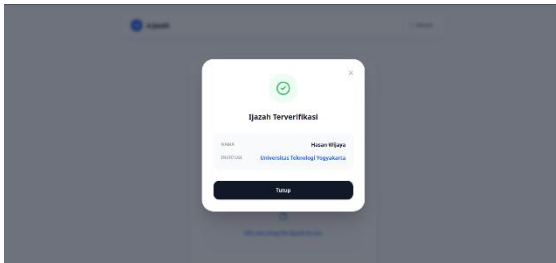 Ijazah Terverifikasi
NAMA Hasan Wijaya
INSTITUSI Universitas Teknologi Yogyakarta
Tutup